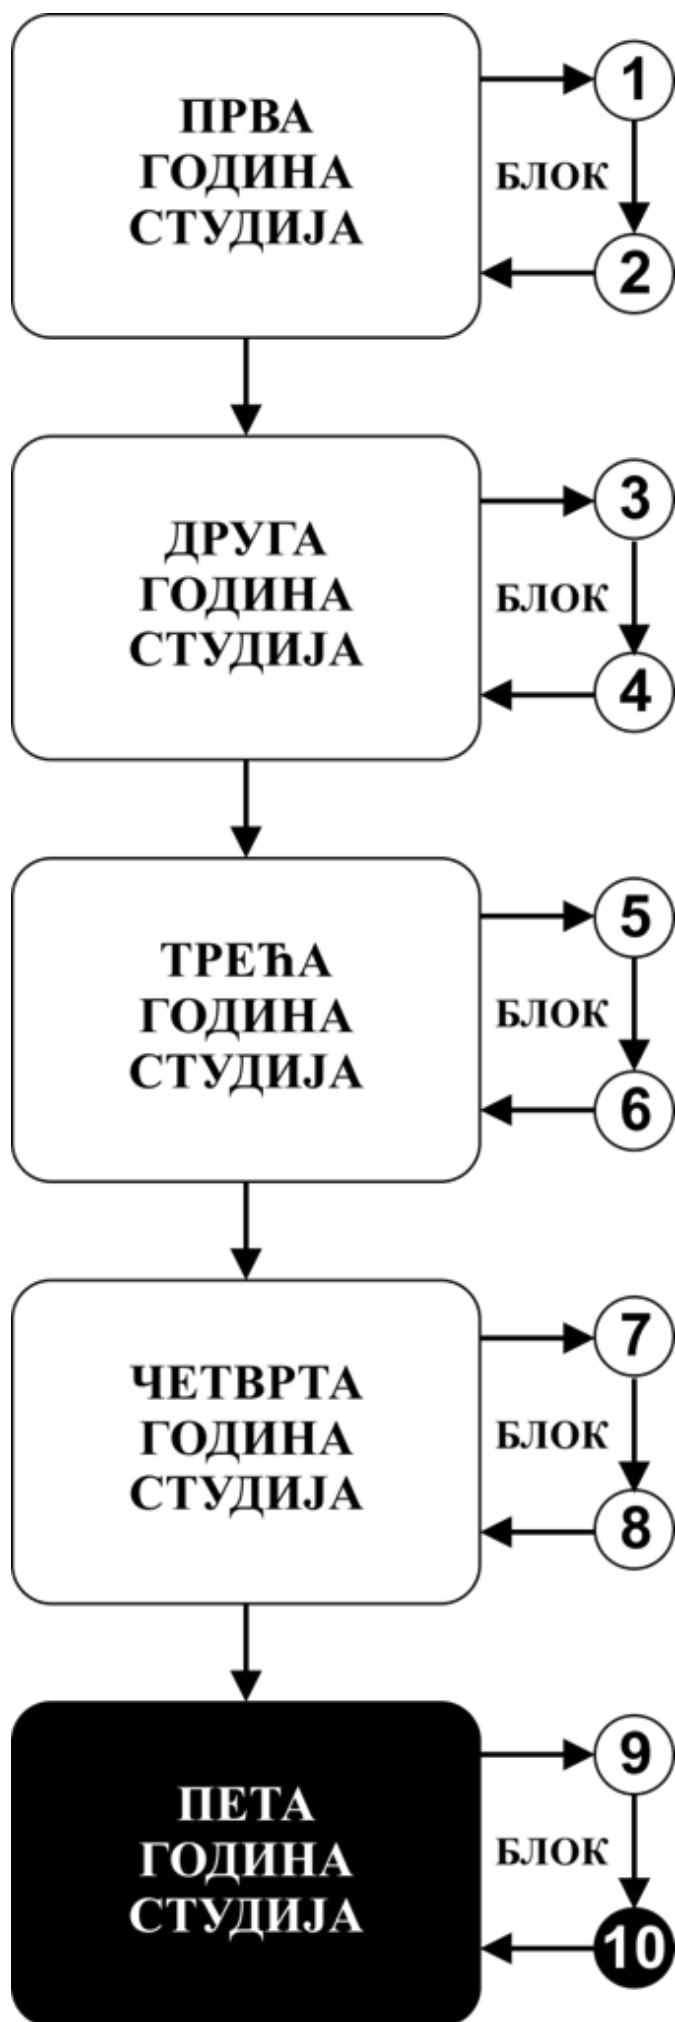 ПРВА
ГОДИНА
СТУДИЈА
1
БЛОК
2
ДРУГА
ГОДИНА
СТУДИЈА
3
БЛОК
4
ТРЕЋА
ГОДИНА
СТУДИЈА
5
БЛОК
6
ЧЕТВРТА
ГОДИНА
СТУДИЈА
7
БЛОК
8
ПЕТА
ГОДИНА
СТУДИЈА
9
БЛОК
10